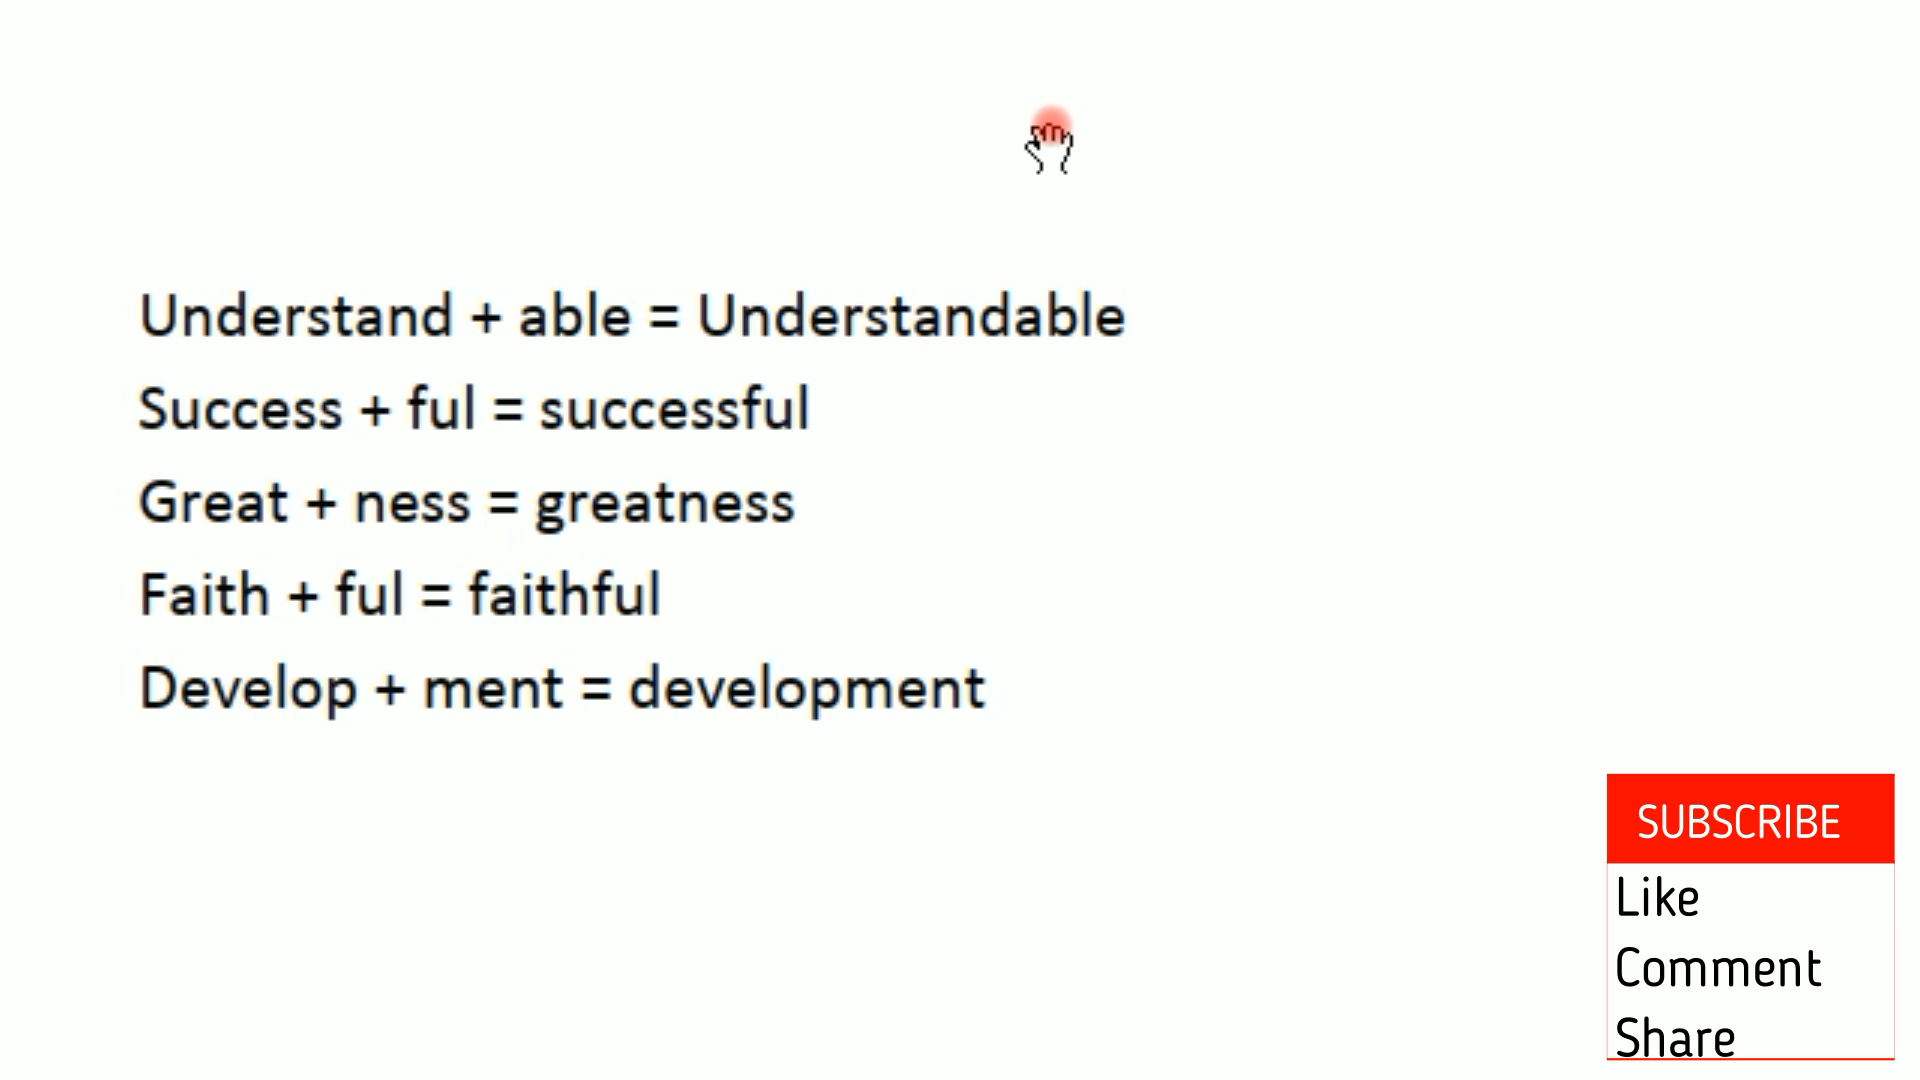 Understand + able = Understandable
Success + ful = successful
Great + ness = greatness
Faith + ful = faithful
Develop + ment = development
SUBSCRIBE
Like
Comment
Share